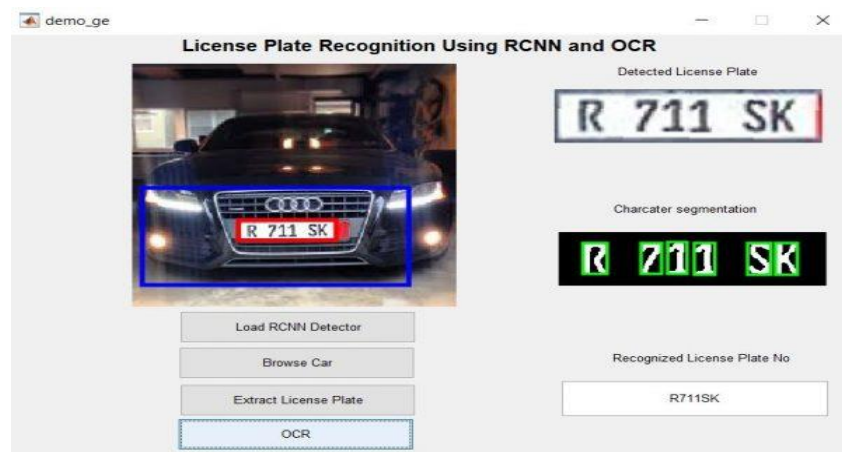 demo_ge
License Plate Recognition Using RCNN and OCR
R 711 SK
Load RCNN Detector
Browse Car
Extract License Plate
OCR
Detected License Plate
R 711 SK
Charcater segmentation
R 711 SK
Recognized License Plate No
R711SK